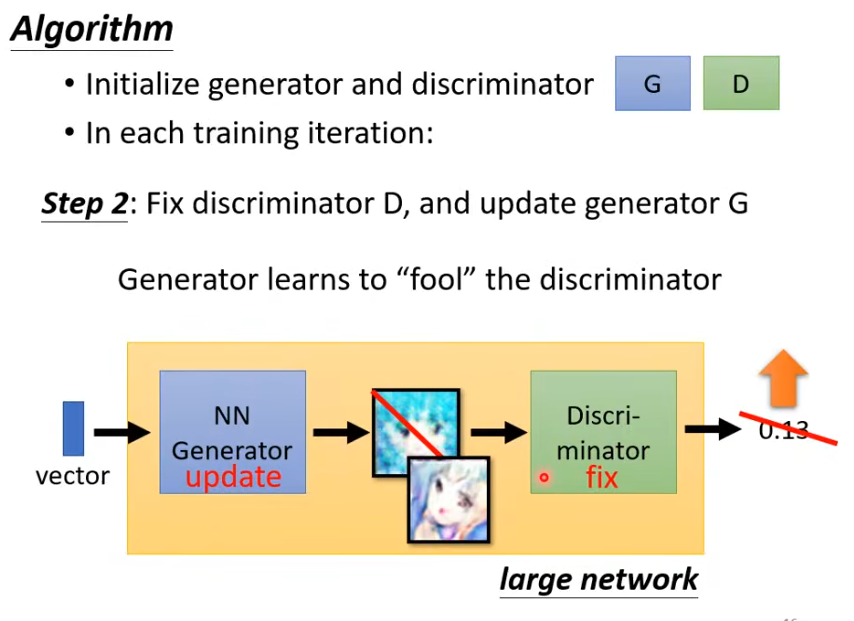 Algorithm
• Initialize generator and discriminator G D
• In each training iteration:
Step 2: Fix discriminator D, and update generator G
Generator learns to “fool” the discriminator
NN
Generator
update
Discri-
minator
fix
vector
0.13
large network